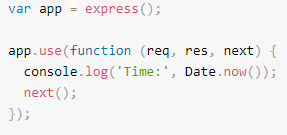 var app = express();
app.use(function (req, res, next) {
  console.log('Time:', Date.now());
  next();
});